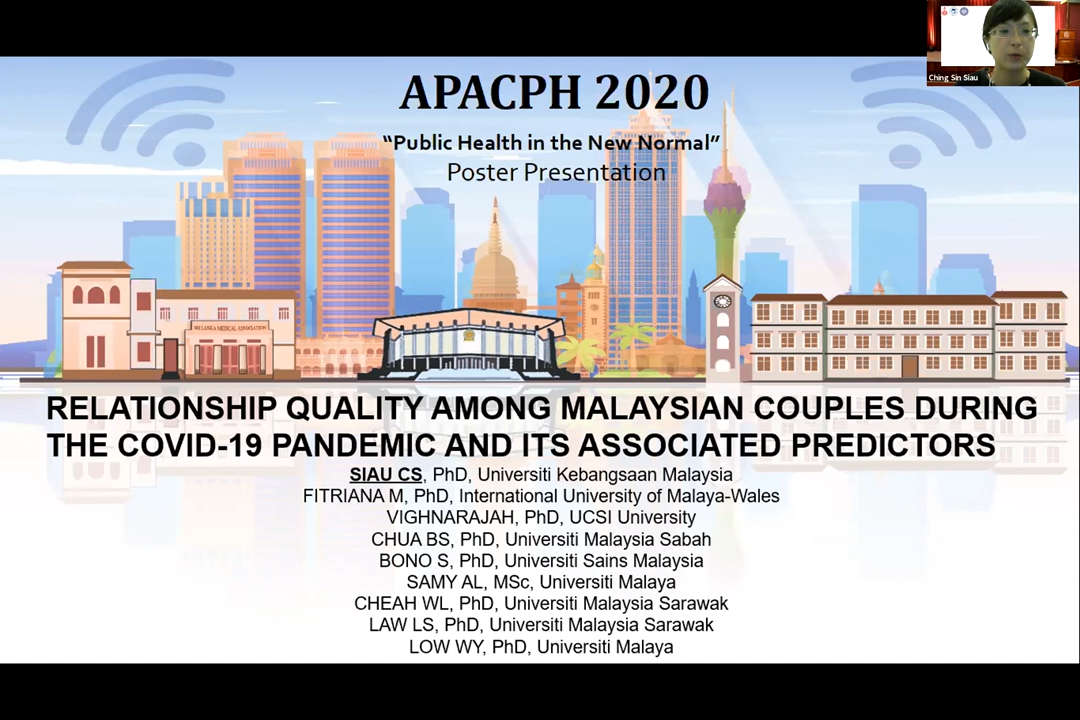 Ching Sin Siau
APACPH 2020
“Public Health in the New Normal”
Poster Presentation
SRI LANKA MEDICAL ASSOCIATION
RELATIONSHIP QUALITY AMONG MALAYSIAN COUPLES DURING
THE COVID-19 PANDEMIC AND ITS ASSOCIATED PREDICTORS
SIAU CS, PhD, Universiti Kebangsaan Malaysia
FITRIANA M, PhD, International University of Malaya-Wales
VIGHNARAJAH, PhD, UCSI University
CHUA BS, PhD, Universiti Malaysia Sabah
BONO S, PhD, Universiti Sains Malaysia
SAMY AL, MSc, Universiti Malaya
CHEAH WL, PhD, Universiti Malaysia Sarawak
LAW LS, PhD, Universiti Malaysia Sarawak
LOW WY, PhD, Universiti Malaya